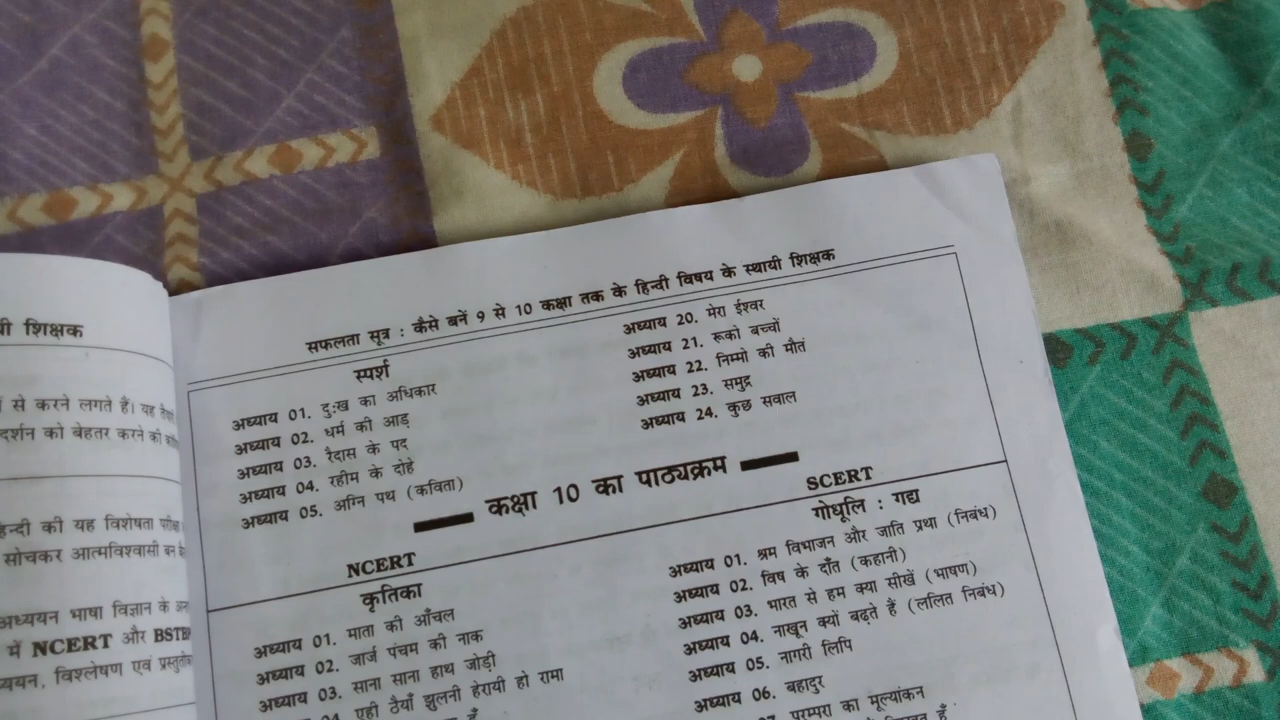 शिक्षक
से करने लगते हैं। यह
दर्शन को बेहतर करने की
की यह विशेषता परीक्षा
सोचकर आत्मविश्वासी बन
अध्ययन भाषा विज्ञान के
में NCERT और
विश्लेषण एवं
सफलता सूत्र : कैसे बनें 9 से 10 कक्षा तक के हिन्दी विषय के स्थायी शिक्षक
स्पर्श
अध्याय 01. दुःख का अधिकार
अध्याय 02. धर्म की आड़
अध्याय 03. रैदास के पद
अध्याय 04. रहीम के दोहे
अध्याय 05. अग्नि पथ (कविता)
अध्याय 20. मेरा ईश्वर
अध्याय 21. रूको बच्चों
अध्याय 22. निम्मो की मौत
अध्याय 23. समुद्र
अध्याय 24. कुछ सवाल
कक्षा 10 का पाठ्यक्रम
NCERT
कृतिका
अध्याय 01. माता की आँचल
अध्याय 02. जार्ज पंचम की नाक
अध्याय 03. साना साना हाथ जोड़ी
04. एही ठैयाँ झुलनी हेरायी हो रामा
SCERT
गोधूलि : गद्य
अध्याय 01. श्रम विभाजन और जाति प्रथा (निबंध)
अध्याय 02. विष के दाँत (कहानी)
अध्याय 03. भारत से हम क्या सीखें (भाषण)
अध्याय 04. नाखून क्यों बढ़ते हैं (ललित निबंध)
अध्याय 05. नागरी लिपि
अध्याय 06. बहादुर
07. परम्परा का मूल्यांकन